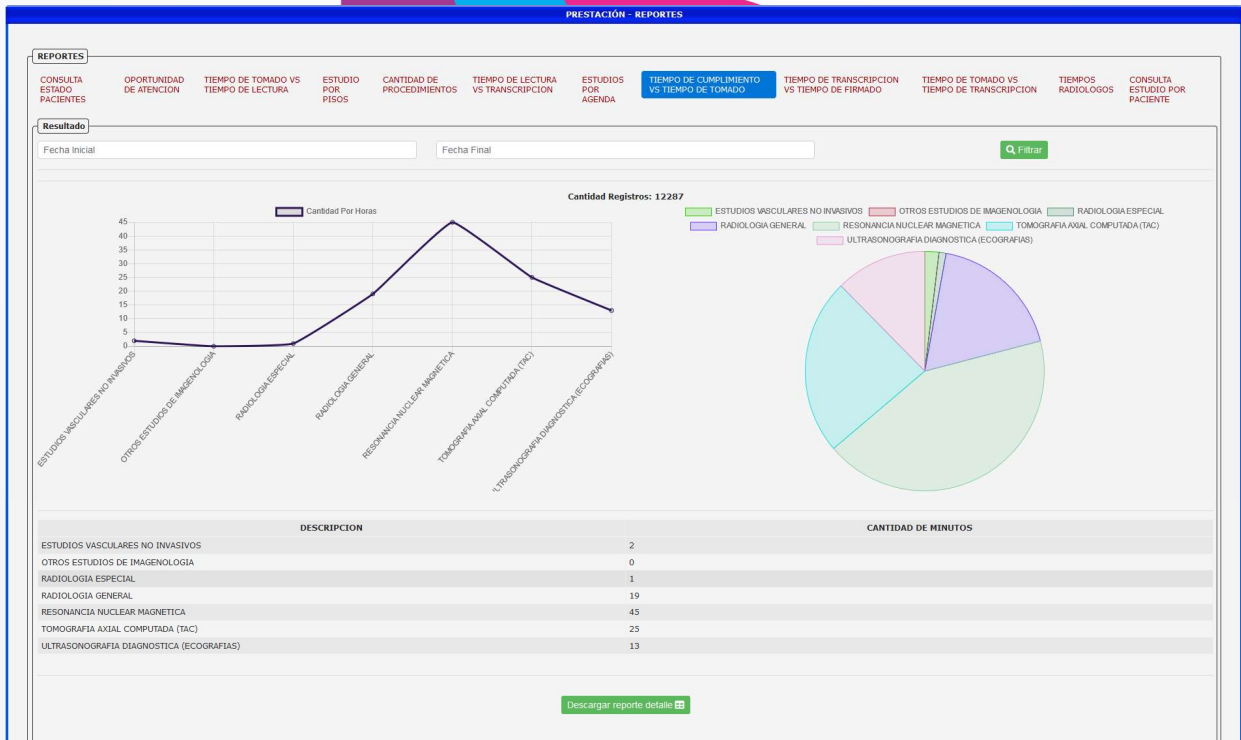 PRESTACIÓN - REPORTES
REPORTES
CONSULTA ESTADO PACIENTES
OPORTUNIDAD DE ATENCION
TIEMPO DE TOMADO VS TIEMPO DE LECTURA
ESTUDIO POR PISOS
CANTIDAD DE PROCEDIMIENTOS
TIEMPO DE LECTURA VS TRANSCRIPCION
ESTUDIOS POR AGENDA
TIEMPO DE CUMPLIMIENTO VS TIEMPO DE TOMADO
TIEMPO DE TRANSCRIPCION VS TIEMPO DE FIRMADO
TIEMPO DE TOMADO VS TIEMPO DE TRANSCRIPCION
TIEMPOS RADIOLOGOS
CONSULTA ESTUDIO POR PACIENTE
Resultado
Fecha Inicial
Fecha Final
Filtrar
Cantidad Registros: 12287
Cantidad Por Horas
45
40
35
30
25
20
15
10
5
0
ESTUDIOS VASCULARES NO INVASIVOS
OTROS ESTUDIOS DE IMAGENOLOGIA
RADIOLOGIA ESPECIAL
RADIOLOGIA GENERAL
RESONANCIA NUCLEAR MAGNETICA
TOMOGRAFIA AXIAL COMPUTADA (TAC)
ULTRASONOGRAFIA DIAGNOSTICA (ECOGRAFIAS)
ESTUDIOS VASCULARES NO INVASIVOS OTROS ESTUDIOS DE IMAGENOLOGIA RADIOLOGIA ESPECIAL
RADIOLOGIA GENERAL RESONANCIA NUCLEAR MAGNETICA TOMOGRAFIA AXIAL COMPUTADA (TAC)
ULTRASONOGRAFIA DIAGNOSTICA (ECOGRAFIAS)
DESCRIPCION CANTIDAD DE MINUTOS
ESTUDIOS VASCULARES NO INVASIVOS 2
OTROS ESTUDIOS DE IMAGENOLOGIA 0
RADIOLOGIA ESPECIAL 1
RADIOLOGIA GENERAL 19
RESONANCIA NUCLEAR MAGNETICA 45
TOMOGRAFIA AXIAL COMPUTADA (TAC) 25
ULTRASONOGRAFIA DIAGNOSTICA (ECOGRAFIAS) 13
Descargar reporte detalle